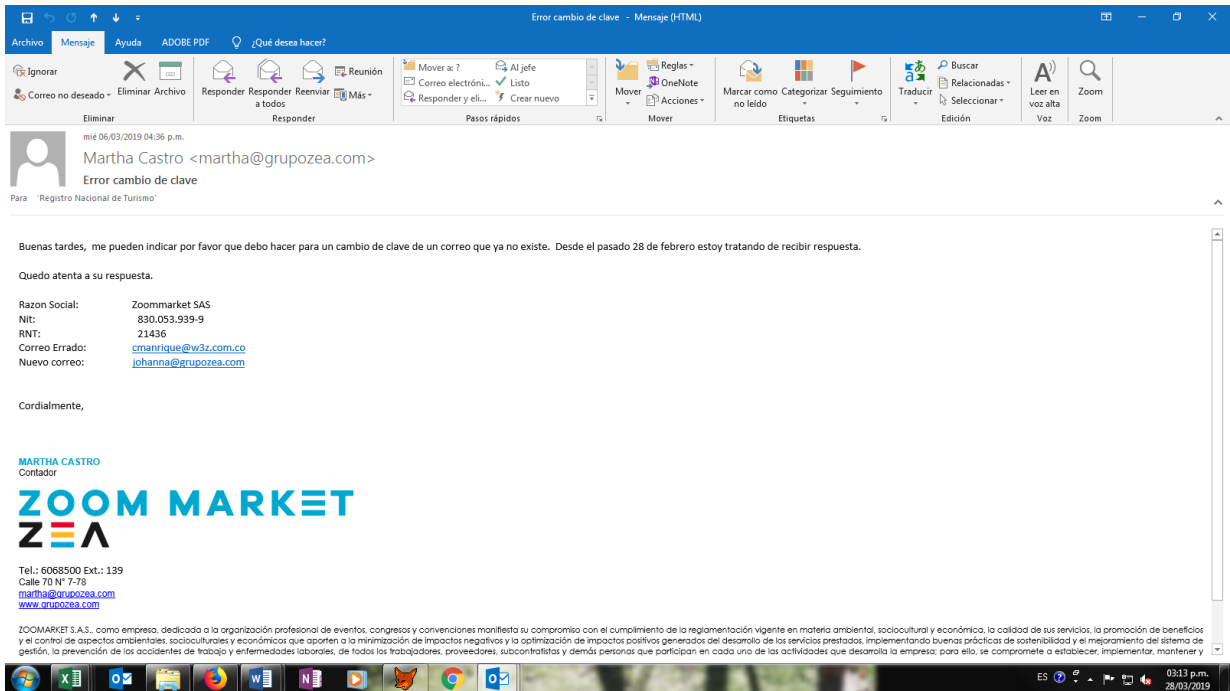 Error cambio de clave - Mensaje (HTML)
Archivo Mensaje Ayuda ADOBE PDF ¿Qué desea hacer?
Ignorar
Correo no deseado
Eliminar Archivo
Responder Responder a todos Reenviar
Reunión
Más
Mover a: ?
Correo electróni...
Responder y eli...
Al jefe
Listo
Crear nuevo
Mover
Reglas
OneNote
Acciones
Marcar como no leído
Categorizar Seguimiento
Traducir
Buscar
Relacionadas
Seleccionar
Leer en voz alta
Zoom
Eliminar Responder Pasos rápidos Mover Etiquetas Edición Voz Zoom
mié 06/03/2019 04:36 p.m.
Martha Castro <martha@grupozea.com>
Error cambio de clave
Para 'Registro Nacional de Turismo'
Buenas tardes, me pueden indicar por favor que debo hacer para un cambio de clave de un correo que ya no existe. Desde el pasado 28 de febrero estoy tratando de recibir respuesta.
Quedo atenta a su respuesta.
Razon Social: Zoommarket SAS
Nit: 830.053.939-9
RNT: 21436
Correo Errado: cmanrique@w3z.com.co
Nuevo correo: johanna@grupozea.com
Cordialmente,
MARTHA CASTRO
Contador
ZOOM MARKET
ZEA
Tel.: 6068500 Ext.: 139
Calle 70 N° 7-78
martha@grupozea.com
www.grupozea.com
ZOOMARKET S.A.S., como empresa, dedicada a la organización profesional de eventos, congresos y convenciones manifiesta su compromiso con el cumplimiento de la reglamentación vigente en materia ambiental, sociocultural y económica, la calidad de sus servicios, la promoción de beneficios
y el control de aspectos ambientales, socioculturales y económicos que aporten a la minimización de impactos negativos y la optimización de impactos positivos generados del desarrollo de los servicios prestados, implementando buenas prácticas de sostenibilidad y el mejoramiento del sistema de
gestión, la prevención de los accidentes de trabajo y enfermedades laborales, de todos los trabajadores, proveedores, subcontratistas y demás personas que participan en cada uno de las actividades que desarrolla la empresa; para ello, se compromete a establecer, implementar, mantener y
ES 03:13 p.m.
28/03/2019